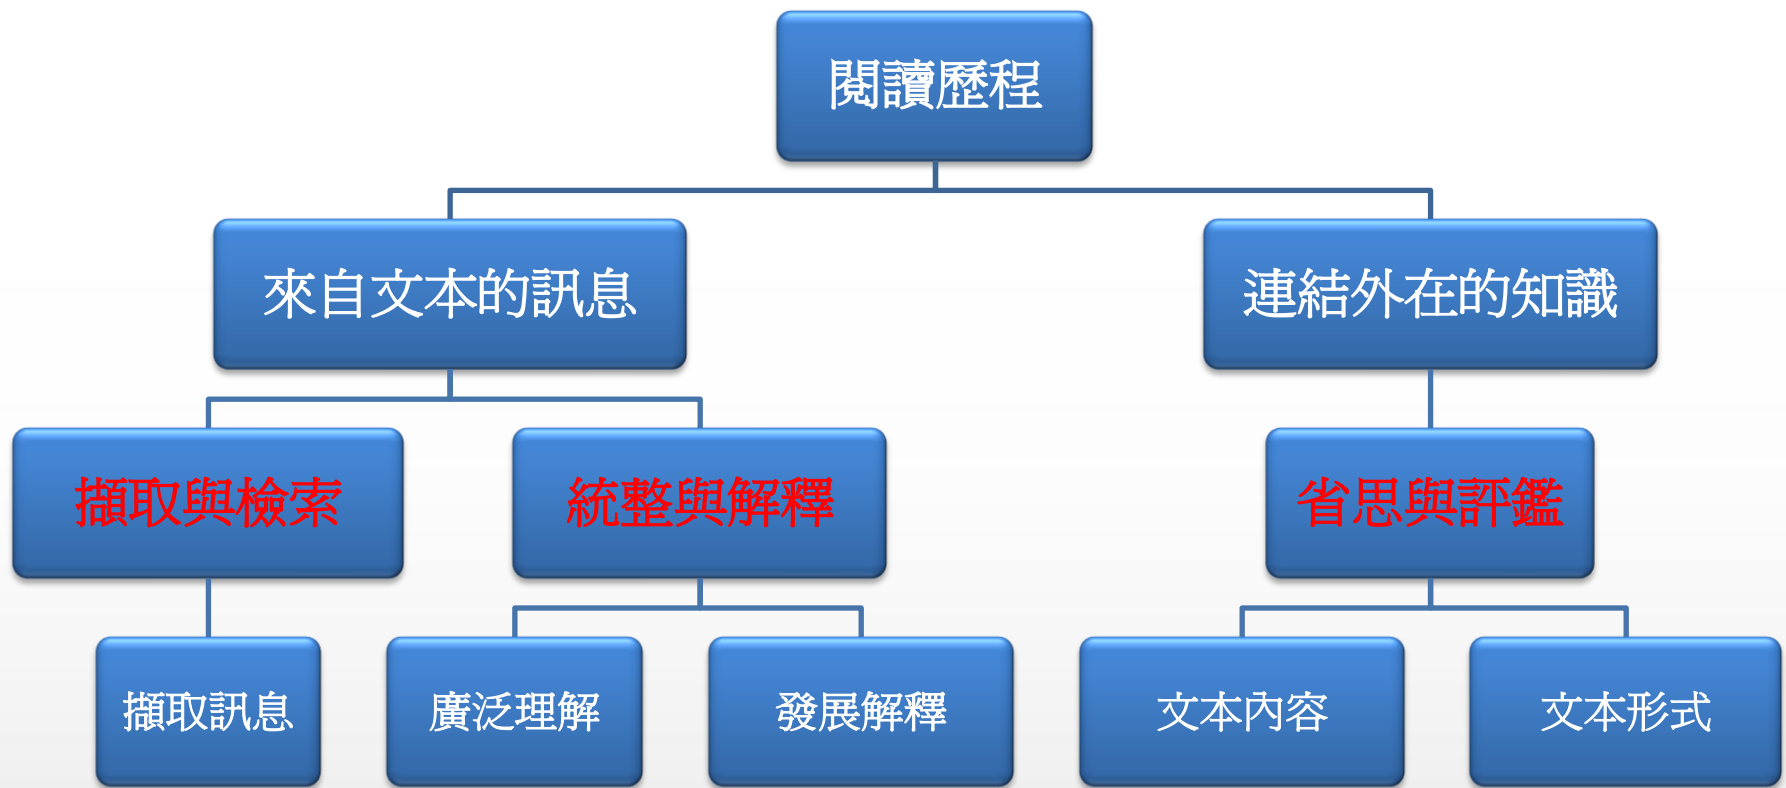 閱讀歷程
來自文本的訊息
連結外在的知識
擷取與檢索
統整與解釋
省思與評鑑
擷取訊息
廣泛理解
發展解釋
文本內容
文本形式